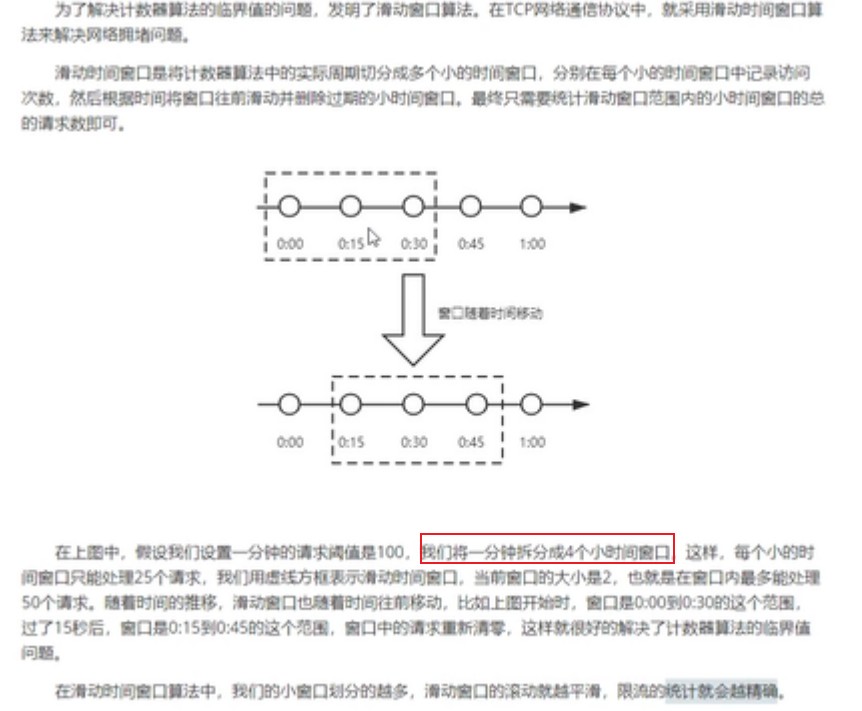 为了解决计数器算法的临界值的问题，发明了滑动窗口算法。在TCP网络通信协议中，就采用滑动时间窗口算
法来解决网络拥堵问题。
滑动时间窗口是将计数器算法中的实际周期切分成多个小的时间窗口，分别在每个小的时间窗口中记录访问
次数，然后根据时间将窗口往前滑动并删除过期的小时间窗口。最终只需要统计滑动窗口范围内的小时间窗口的总
的请求数即可。
0:00 0:15 0:30 0:45 1:00
窗口随着时间移动
0:00 0:15 0:30 0:45 1:00
在上图中，假设我们设置一分钟的请求阈值是100，我们将一分钟拆分成4个小时间窗口，这样，每个小的时
间窗口只能处理25个请求，我们用虚线方框表示滑动时间窗口，当前窗口的大小是2，也就是在窗口内最多能处理
50个请求。随着时间的推移，滑动窗口也随着时间往前移动，比如上图开始时，窗口是0:00到0:30的这个范围，
过了15秒后，窗口是0:15到0:45的这个范围，窗口中的请求重新清零，这样就很好的解决了计数器算法的临界值
问题。
在滑动时间窗口算法中，我们的小窗口划分的越多，滑动窗口的滚动就越平滑，限流的统计就会越精确。